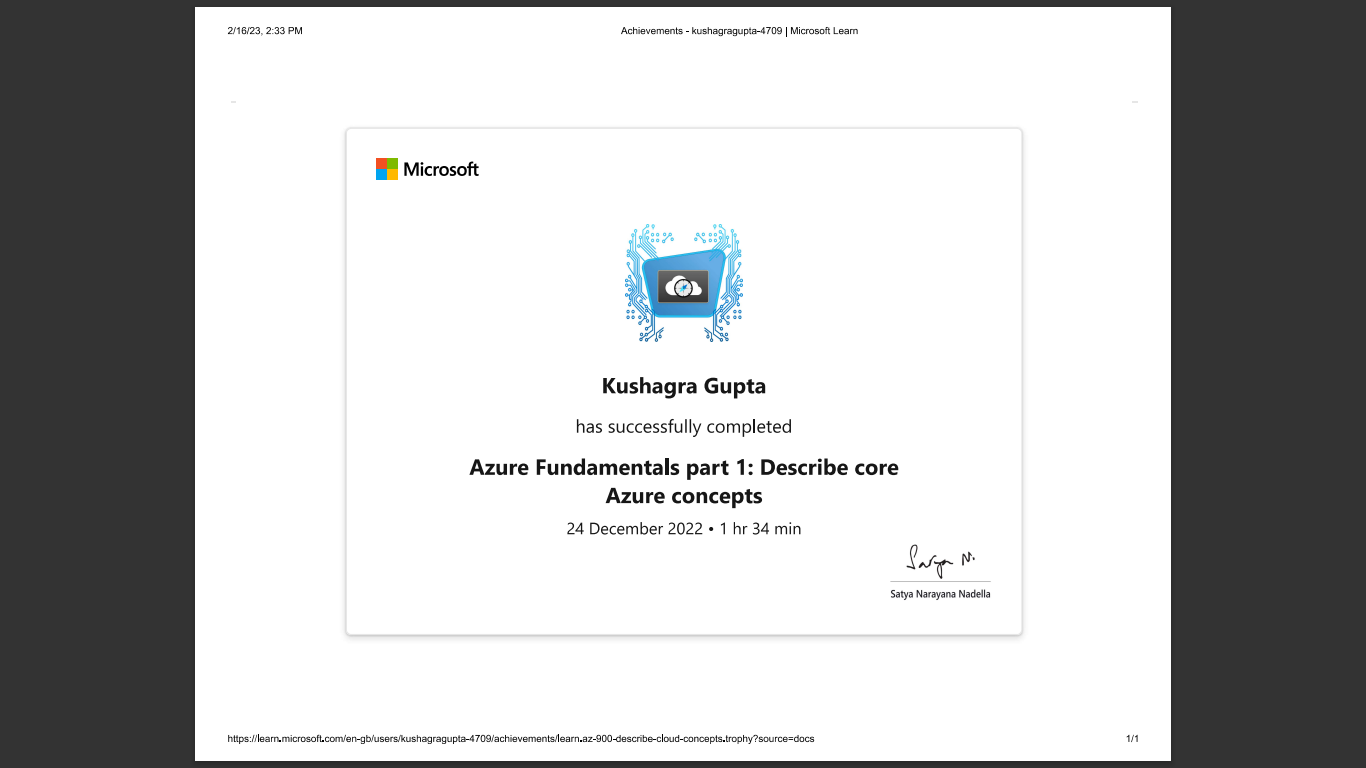 2/16/23, 2:33 PM
Achievements - kushagragupta-4709 | Microsoft Learn
Microsoft
Kushagra Gupta
has successfully completed
Azure Fundamentals part 1: Describe core
Azure concepts
24 December 2022 • 1 hr 34 min
Satya N.
Satya Narayana Nadella
https://learn.microsoft.com/en-gb/users/kushagragupta-4709/achievements/learn.az-900-describe-cloud-concepts.trophy?source=docs
1/1